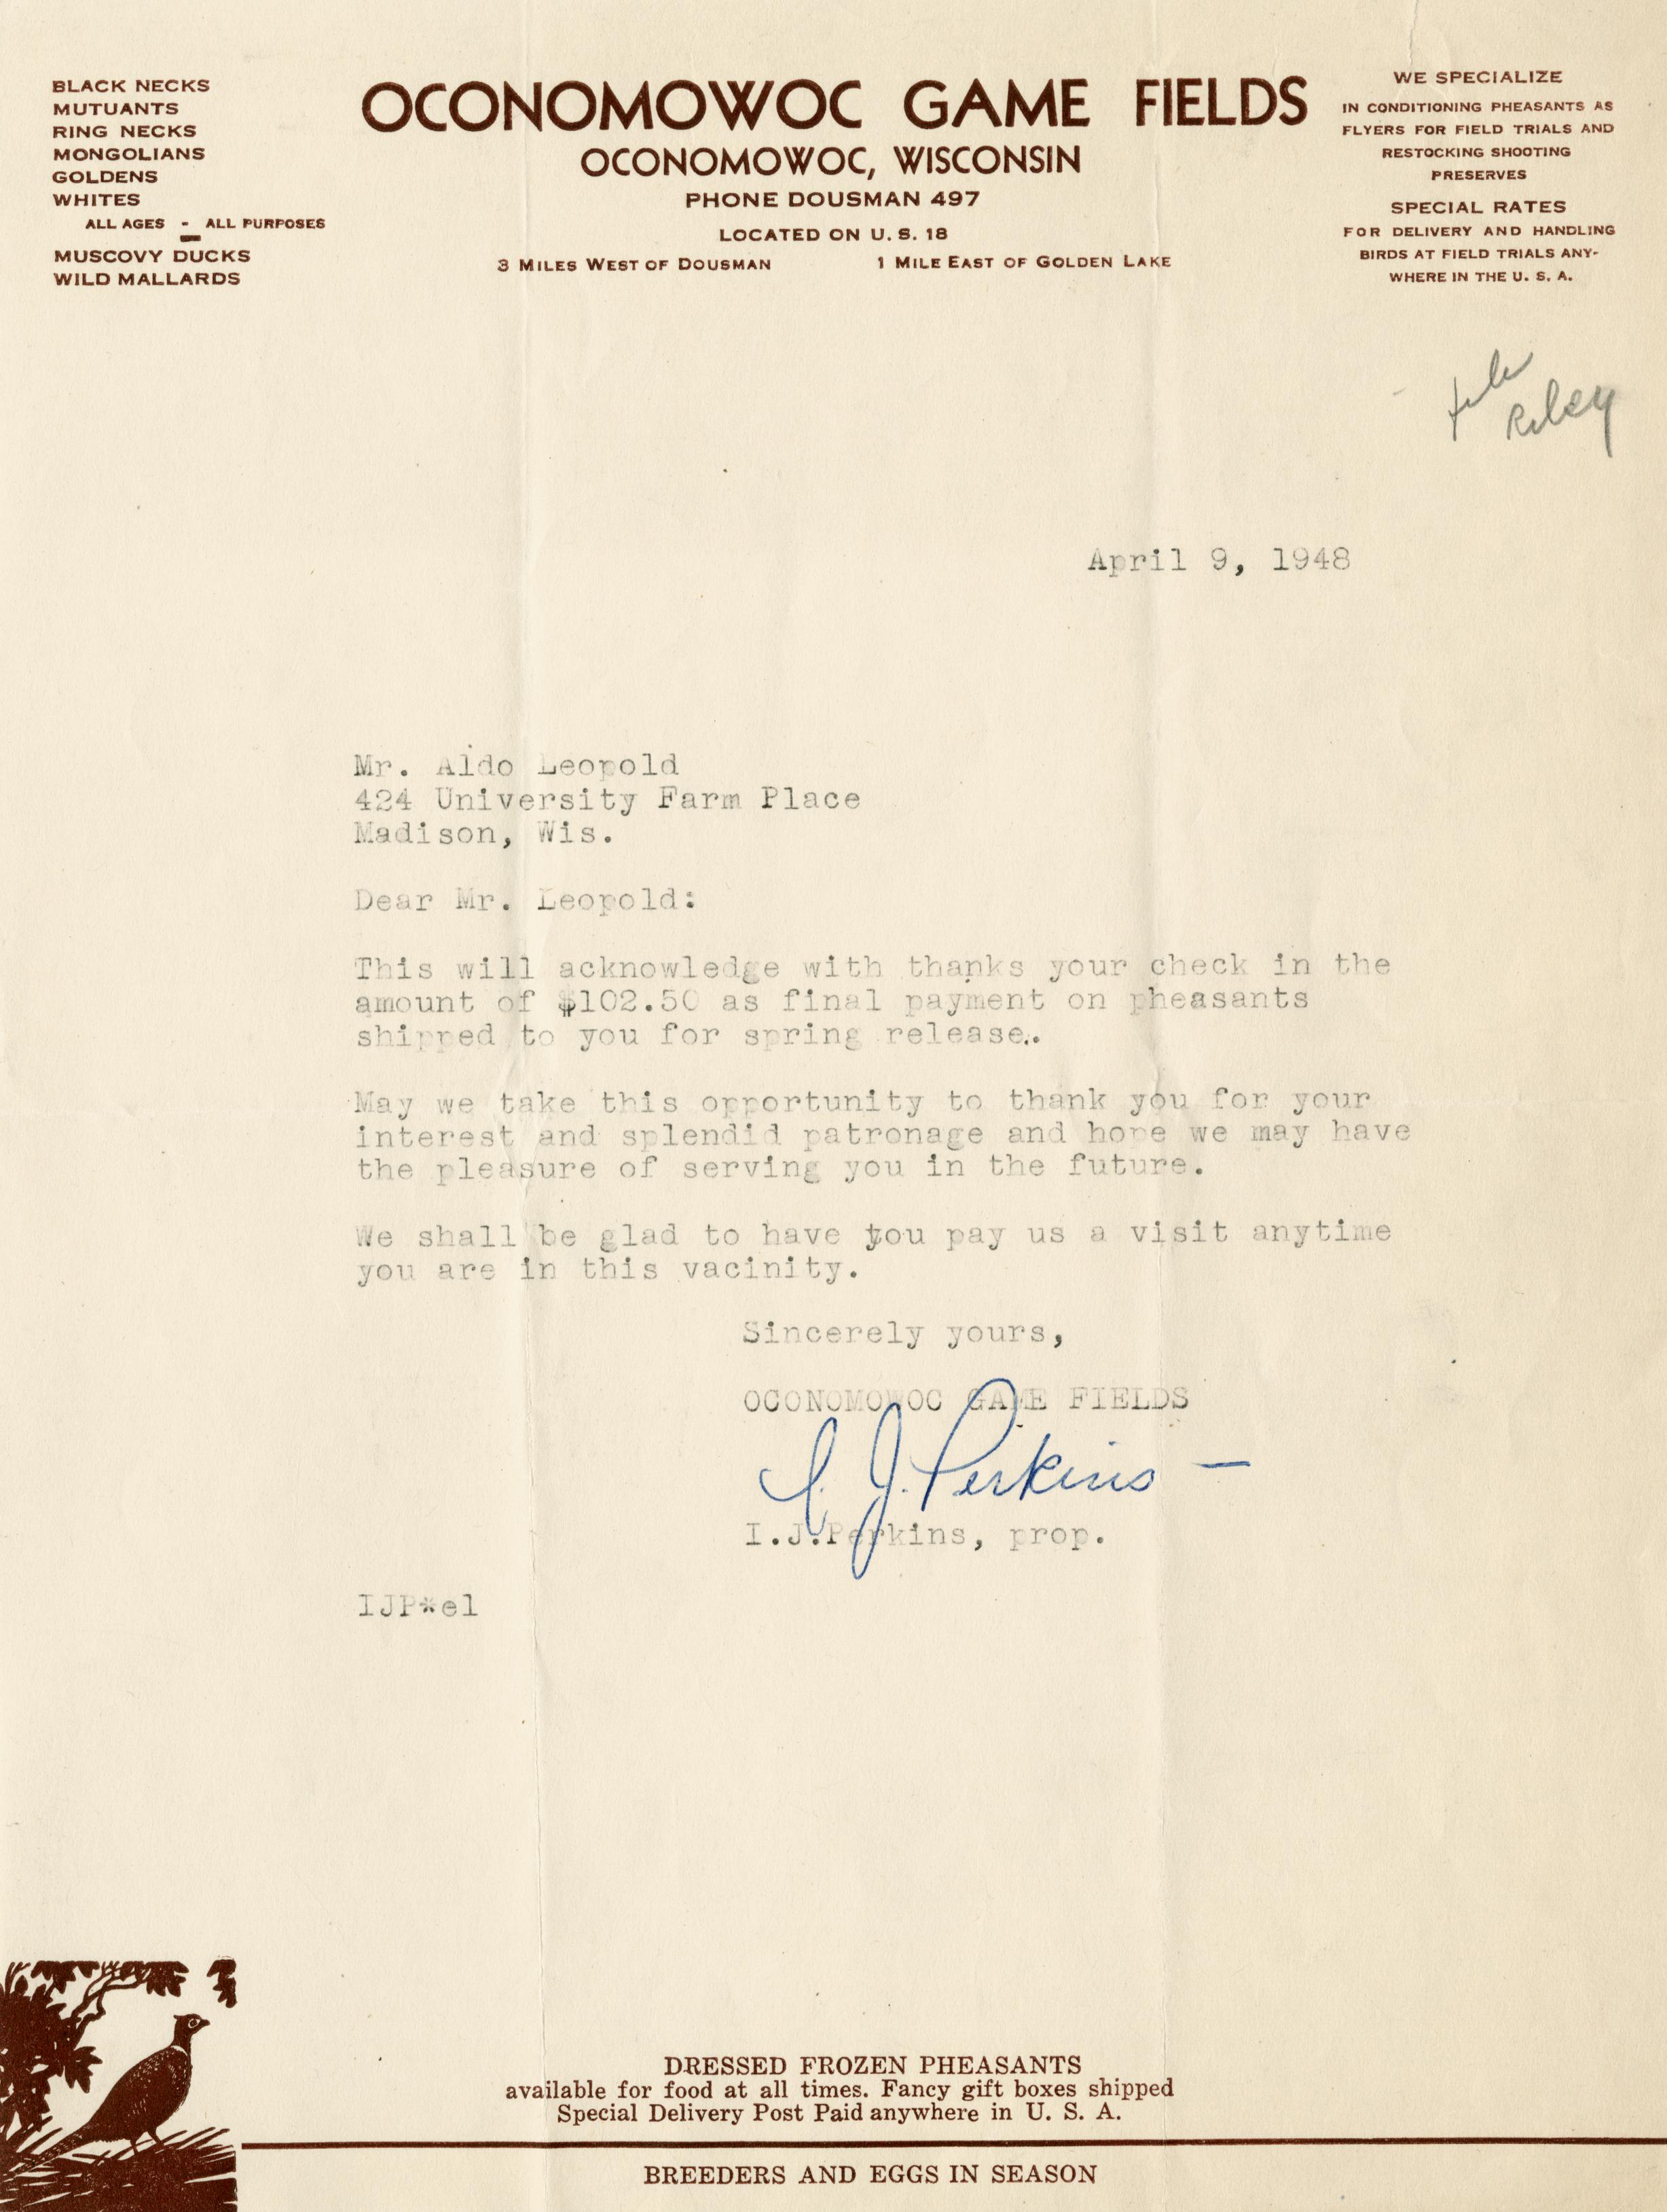 BLACK NECKS
MUTUANTS
RING NECKS
MONGOLIANS
GOLDENS
WHITES
ALL AGES - ALL PURPOSES
MUSCOVY DUCKS
WILD MALLARDS
OCONOMOWOC GAME FIELDS
OCONOMOWOC, WISCONSIN
PHONE DOUSMAN 497
LOCATED ON U. S. 18
3 MILES WEST OF DOUSMAN 1 MILE EAST OF GOLDEN LAKE
WE SPECIALIZE
IN CONDITIONING PHEASANTS AS
FLYERS FOR FIELD TRIALS AND
RESTOCKING SHOOTING
PRESERVES
SPECIAL RATES
FOR DELIVERY AND HANDLING
BIRDS AT FIELD TRIALS ANY-
WHERE IN THE U. S. A.
file
Riley
April 9, 1948
Mr. Aldo Leopold
424 University Farm Place
Madison, Wis.
Dear Mr. Leopold:
This will acknowledge with thanks your check in the
amount of $102.50 as final payment on pheasants
shipped to you for spring release..
May we take this opportunity to thank you for your
interest and splendid patronage and hope we may have
the pleasure of serving you in the future.
We shall be glad to have you pay us a visit anytime
you are in this vacinity.
Sincerely yours,
OCONOMOWOC GAME FIELDS
I. J. Perkins —
I.J.Perkins, prop.
IJP*el
DRESSED FROZEN PHEASANTS
available for food at all times. Fancy gift boxes shipped
Special Delivery Post Paid anywhere in U. S. A.
BREEDERS AND EGGS IN SEASON